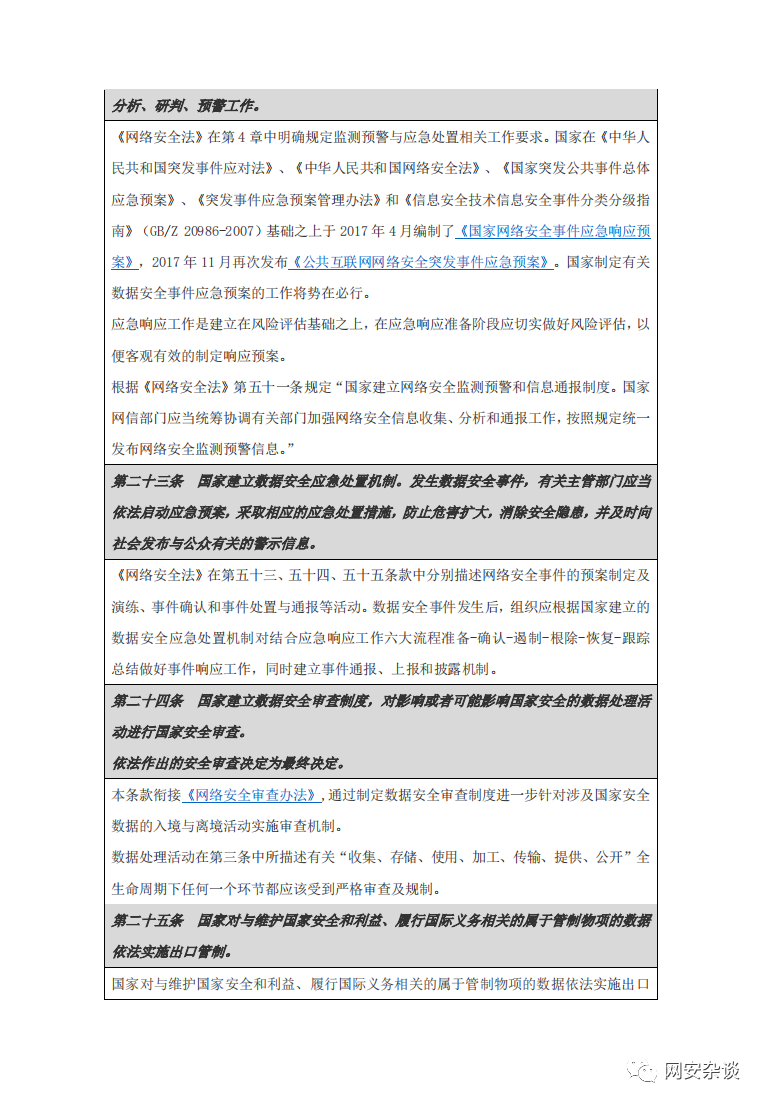 分析、研判、预警工作。
《网络安全法》在第 4 章中明确规定监测预警与应急处置相关工作要求。国家在《中华人
民共和国突发事件应对法》、《中华人民共和国网络安全法》、《国家突发公共事件总体
应急预案》、《突发事件应急预案管理办法》和《信息安全技术信息安全事件分类分级指
南》（GB/Z 20986-2007）基础之上于 2017 年 4 月编制了《国家网络安全事件应急响应预
案》，2017 年 11 月再次发布《公共互联网网络安全突发事件应急预案》。国家制定有关
数据安全事件应急预案的工作将势在必行。
应急响应工作是建立在风险评估基础之上，在应急响应准备阶段应切实做好风险评估，以
便客观有效的制定响应预案。
根据《网络安全法》第五十一条规定“国家建立网络安全监测预警和信息通报制度。国家
网信部门应当统筹协调有关部门加强网络安全信息收集、分析和通报工作，按照规定统一
发布网络安全监测预警信息。”
第二十三条 国家建立数据安全应急处置机制。发生数据安全事件，有关主管部门应当
依法启动应急预案，采取相应的应急处置措施，防止危害扩大，消除安全隐患，并及时向
社会发布与公众有关的警示信息。
《网络安全法》在第五十三、五十四、五十五条款中分别描述网络安全事件的预案制定及
演练、事件确认和事件处置与通报等活动。数据安全事件发生后，组织应根据国家建立的
数据安全应急处置机制对结合应急响应工作六大流程准备-确认-遏制-根除-恢复-跟踪
总结做好事件响应工作，同时建立事件通报、上报和披露机制。
第二十四条 国家建立数据安全审查制度，对影响或者可能影响国家安全的数据处理活
动进行国家安全审查。
依法作出的安全审查决定为最终决定。
本条款衔接《网络安全审查办法》,通过制定数据安全审查制度进一步针对涉及国家安全
数据的入境与离境活动实施审查机制。
数据处理活动在第三条中所描述有关“收集、存储、使用、加工、传输、提供、公开”全
生命周期下任何一个环节都应该受到严格审查及规制。
第二十五条 国家对与维护国家安全和利益、履行国际义务相关的属于管制物项的数据
依法实施出口管制。
国家对与维护国家安全和利益、履行国际义务相关的属于管制物项的数据依法实施出口
网安杂谈